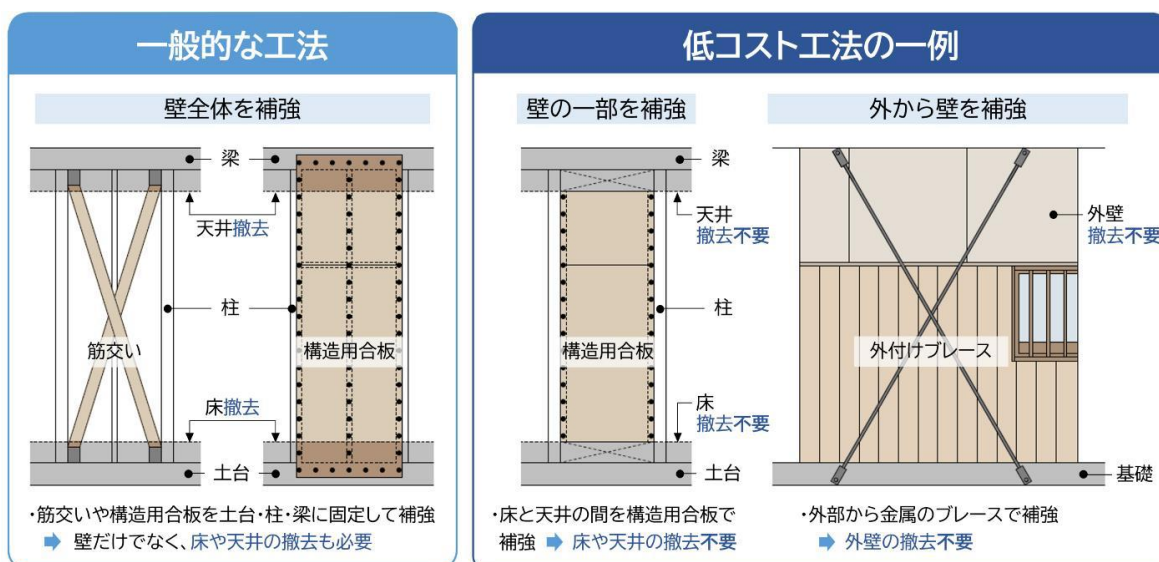 一般的な工法
壁全体を補強
梁
天井撤去
柱
筋交い
構造用合板
床撤去
土台
・筋交いや構造用合板を土台・柱・梁に固定して補強
➡ 壁だけでなく、床や天井の撤去も必要
低コスト工法の一例
壁の一部を補強
梁
天井
撤去不要
柱
構造用合板
床
撤去不要
土台
・床と天井の間を構造用合板で
補強 ➡ 床や天井の撤去不要
外から壁を補強
外壁
撤去不要
外付けブレース
基礎
・外部から金属のブレースで補強
➡ 外壁の撤去不要